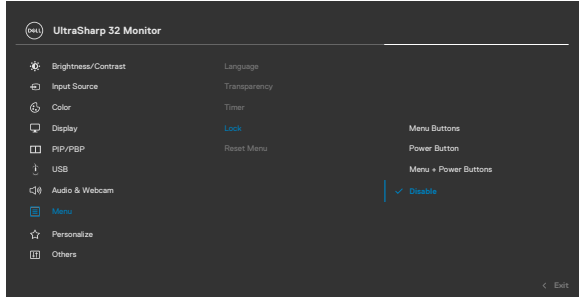 DELL UltraSharp 32 Monitor
Brightness/Contrast Language
Input Source Transparency
Color Timer
Display Lock Menu Buttons
PIP/PBP Reset Menu Power Button
USB Menu + Power Buttons
Audio & Webcam Disable
Menu
Personalize
Others
Exit